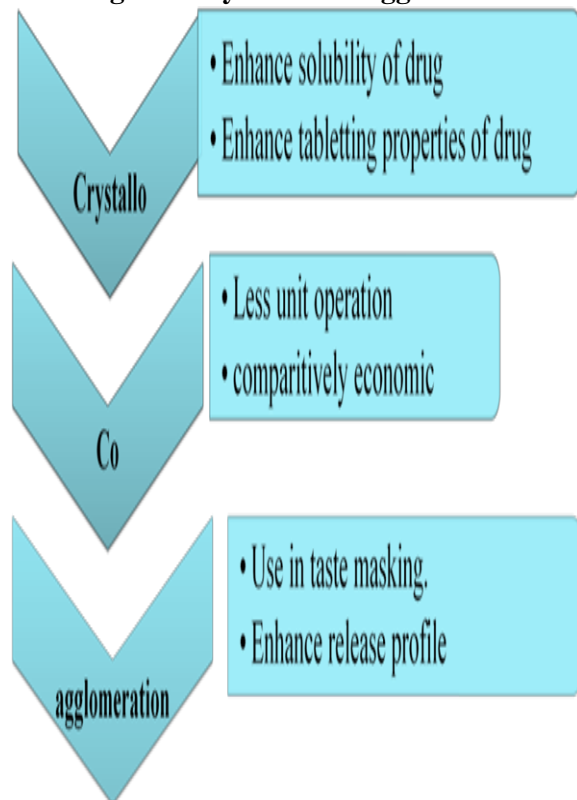 • Enhance solubility of drug
• Enhance tabletting properties of drug
Crystallo
• Less unit operation
• comparitively economic
Co
• Use in taste masking.
• Enhance release profile
agglomeration